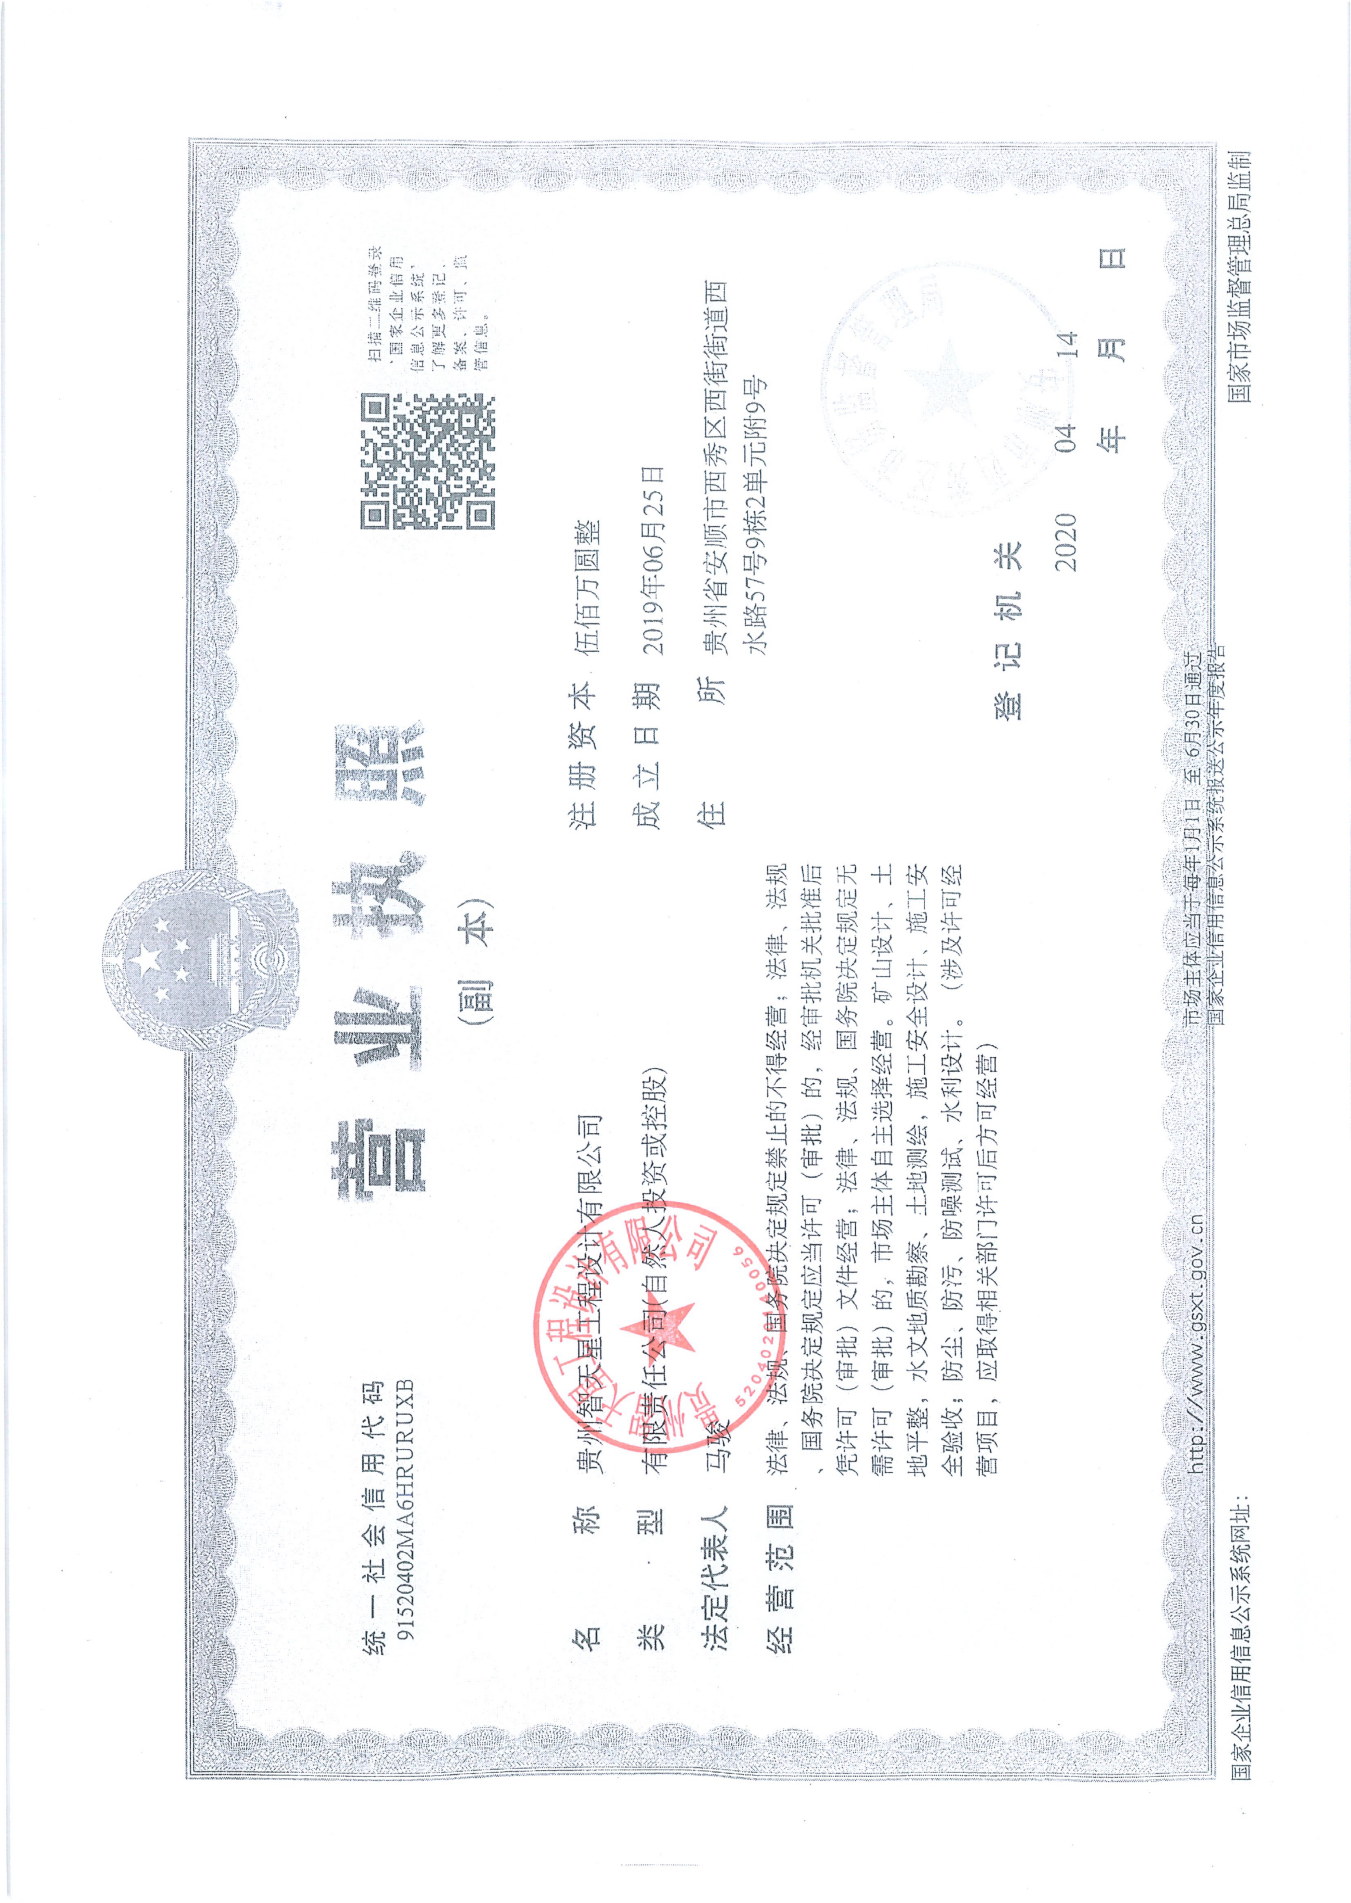 营业执照
(副 本)
统一社会信用代码
91520402MA6HRURUXB
扫描二维码登录
“国家企业信用
信息公示系统”
了解更多登记、
备案、许可、监
管信息。
名 称 贵州智天星工程设计有限公司
类 型 有限责任公司(自然人投资或控股)
法定代表人 马骏
经营范围 法律、法规、国务院决定规定禁止的不得经营；法律、法规
、国务院决定规定应当许可（审批）的，经审批机关批准后
凭许可（审批）文件经营；法律、法规、国务院决定规定无
需许可（审批）的，市场主体自主选择经营。矿山设计、土
地平整，水文地质勘察、土地测绘，施工安全设计、施工安
全验收；防尘、防污、防噪测试、水利设计。（涉及许可经
营项目，应取得相关部门许可后方可经营）
注册资本 伍佰万圆整
成立日期 2019年06月25日
住 所 贵州省安顺市西秀区西街街道西
水路57号9栋2单元附9号
贵州智天星工程设计有限公司
登记机关
2020 04 14
年 月 日
http://www.gsxt.gov.cn
市场主体应当于每年1月1日 至 6月30日通过
国家企业信用信息公示系统报送公示年度报告
国家企业信用信息公示系统网址：
国家市场监督管理总局监制